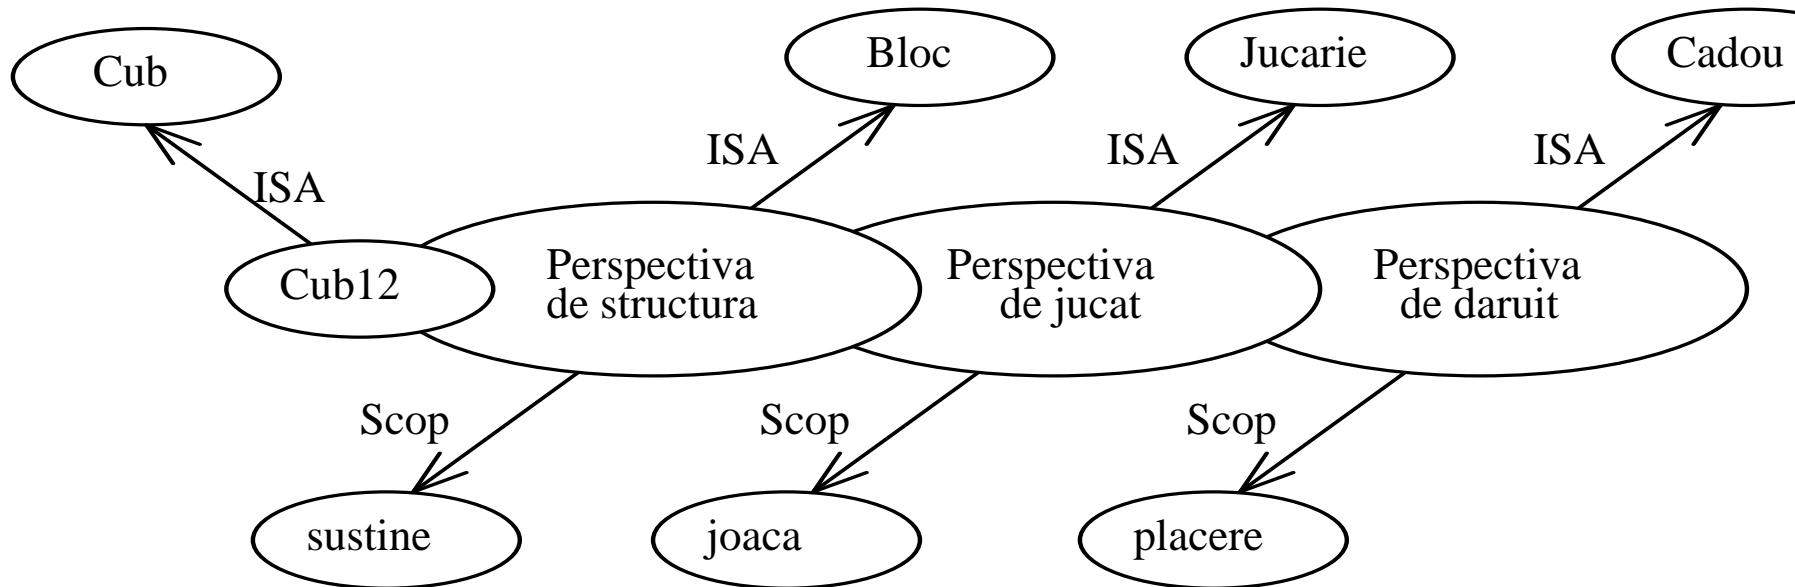 Cub
Bloc
Jucarie
Cadou
ISA
ISA
ISA
ISA
Cub12
Perspectiva
de structura
Perspectiva
de jucat
Perspectiva
de daruit
Scop
Scop
Scop
sustine
joaca
placere